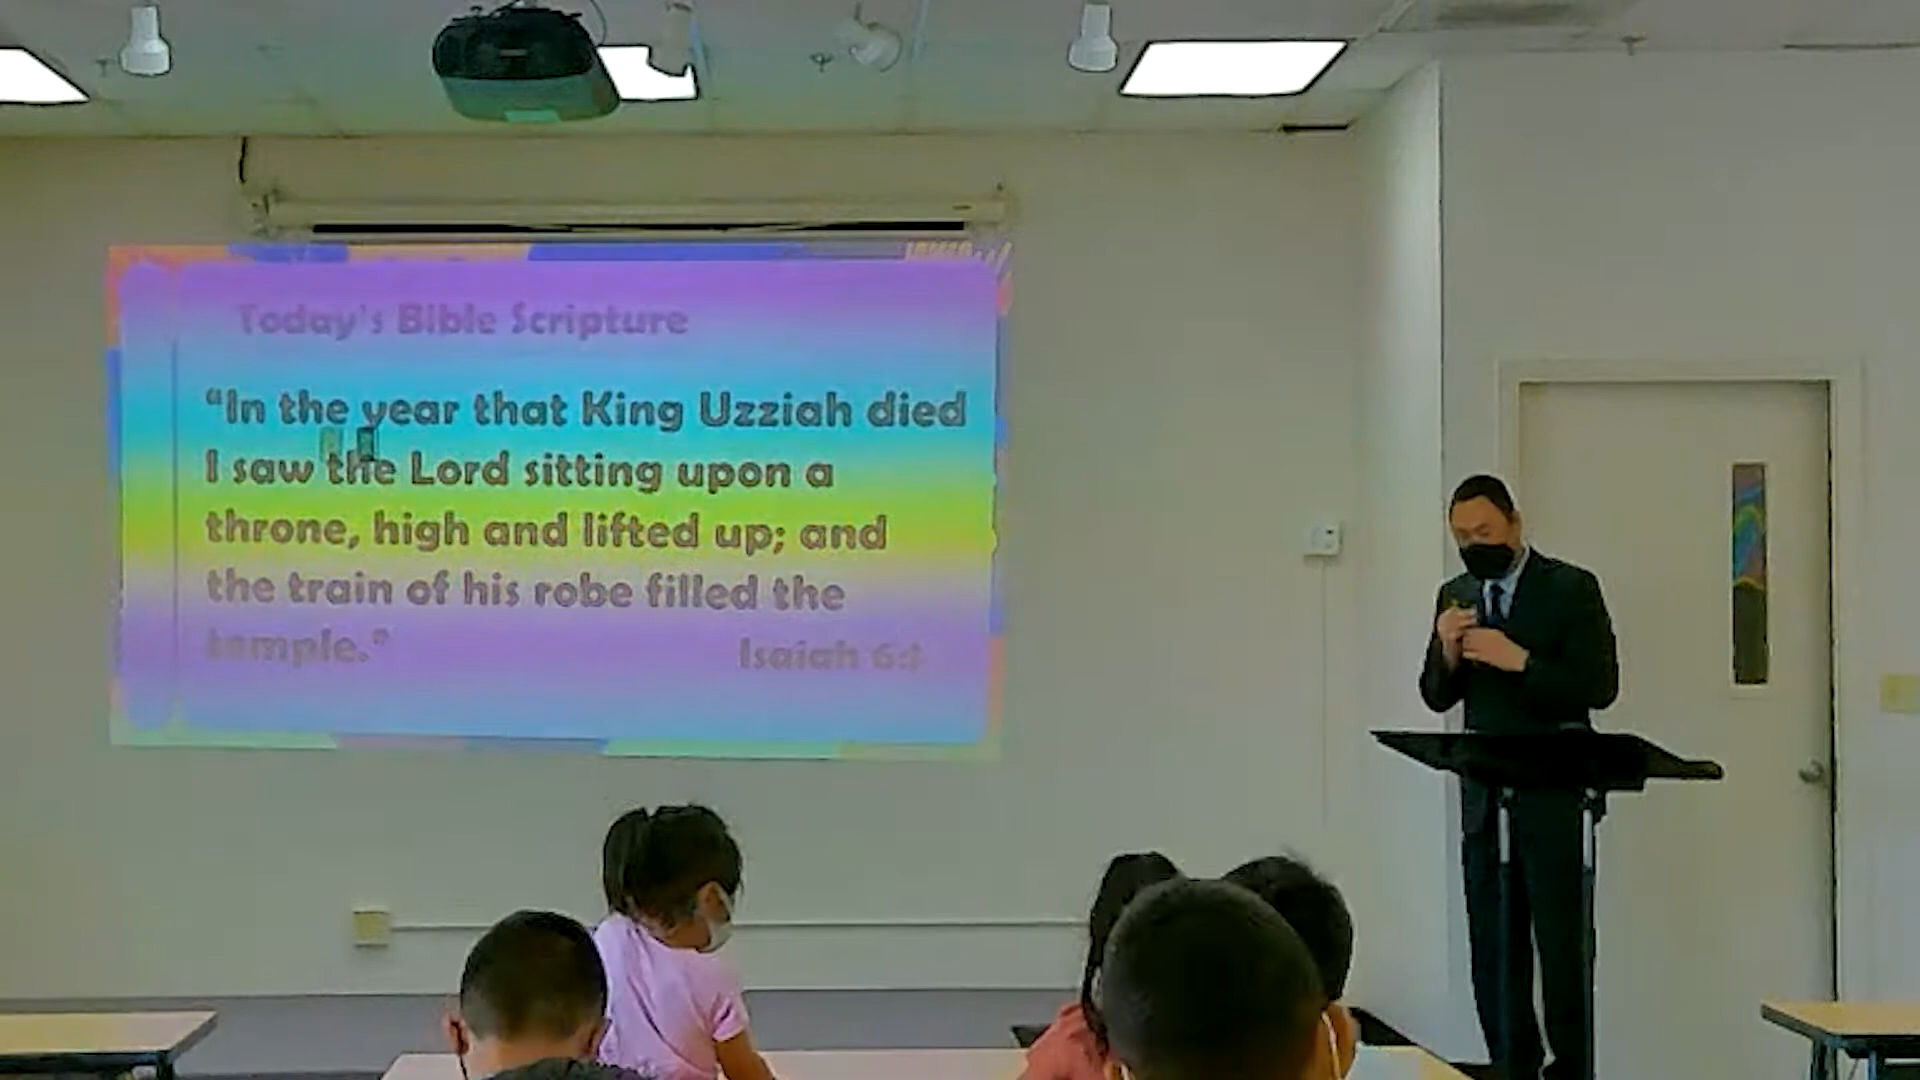 Today's Bible Scripture
“In the year that King Uzziah died
I saw the Lord sitting upon a
throne, high and lifted up; and
the train of his robe filled the
temple.”
Isaiah 6:1